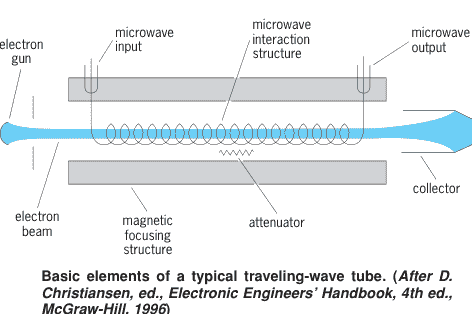 electron
gun
microwave
input
microwave
interaction
structure
microwave
output
electron
beam
magnetic
focusing
structure
attenuator
collector
Basic elements of a typical traveling-wave tube. (After D.
Christiansen, ed., Electronic Engineers’ Handbook, 4th ed.,
McGraw-Hill, 1996)